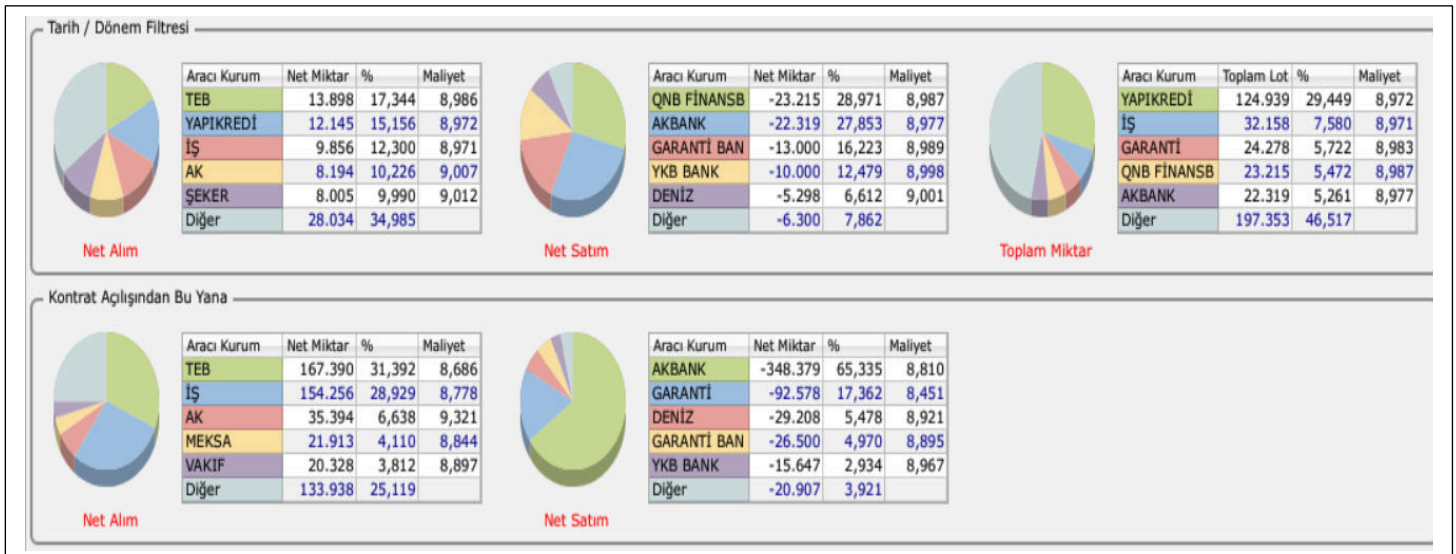 Tarih / Dönem Filtresi
Aracı Kurum Net Miktar % Maliyet
TEB 13.898 17,344 8,986
YAPIKREDİ 12.145 15,156 8,972
İŞ 9.856 12,300 8,971
AK 8.194 10,226 9,007
ŞEKER 8.005 9,990 9,012
Diğer 28.034 34,985
Net Alım
Aracı Kurum Net Miktar % Maliyet
QNB FİNANSB -23.215 28,971 8,987
AKBANK -22.319 27,853 8,977
GARANTİ BAN -13.000 16,223 8,989
YKB BANK -10.000 12,479 8,998
DENİZ -5.298 6,612 9,001
Diğer -6.300 7,862
Net Satım
Aracı Kurum Toplam Lot % Maliyet
YAPIKREDİ 124.939 29,449 8,972
İŞ 32.158 7,580 8,971
GARANTİ 24.278 5,722 8,983
QNB FİNANSB 23.215 5,472 8,987
AKBANK 22.319 5,261 8,977
Diğer 197.353 46,517
Toplam Miktar
Kontrat Açılışından Bu Yana
Aracı Kurum Net Miktar % Maliyet
TEB 167.390 31,392 8,686
İŞ 154.256 28,929 8,778
AK 35.394 6,638 9,321
MEKSA 21.913 4,110 8,844
VAKIF 20.328 3,812 8,897
Diğer 133.938 25,119
Net Alım
Aracı Kurum Net Miktar % Maliyet
AKBANK -348.379 65,335 8,810
GARANTİ -92.578 17,362 8,451
DENİZ -29.208 5,478 8,921
GARANTİ BAN -26.500 4,970 8,895
YKB BANK -15.647 2,934 8,967
Diğer -20.907 3,921
Net Satım